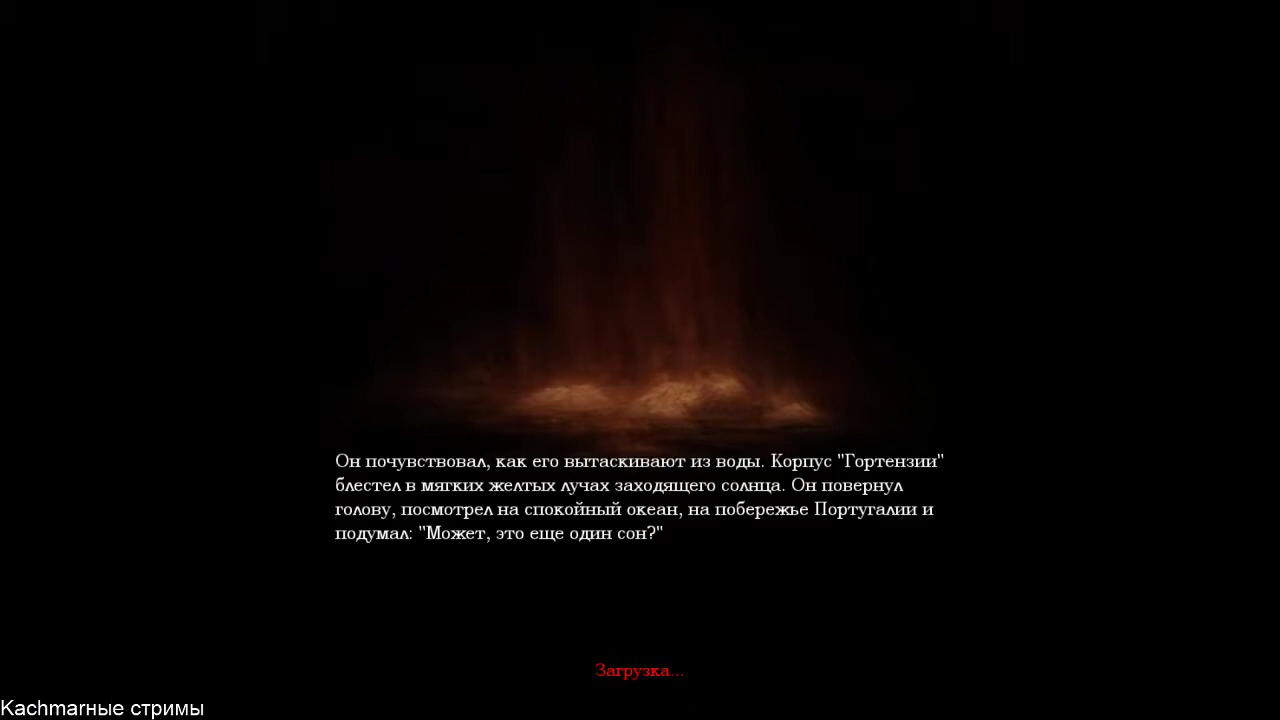 Он почувствовал, как его вытаскивают из воды. Корпус "Гортензии"
блестел в мягких желтых лучах заходящего солнца. Он повернул
голову, посмотрел на спокойный океан, на побережье Португалии и
подумал: "Может, это еще один сон?"
Загрузка...
Kachmarные стримы